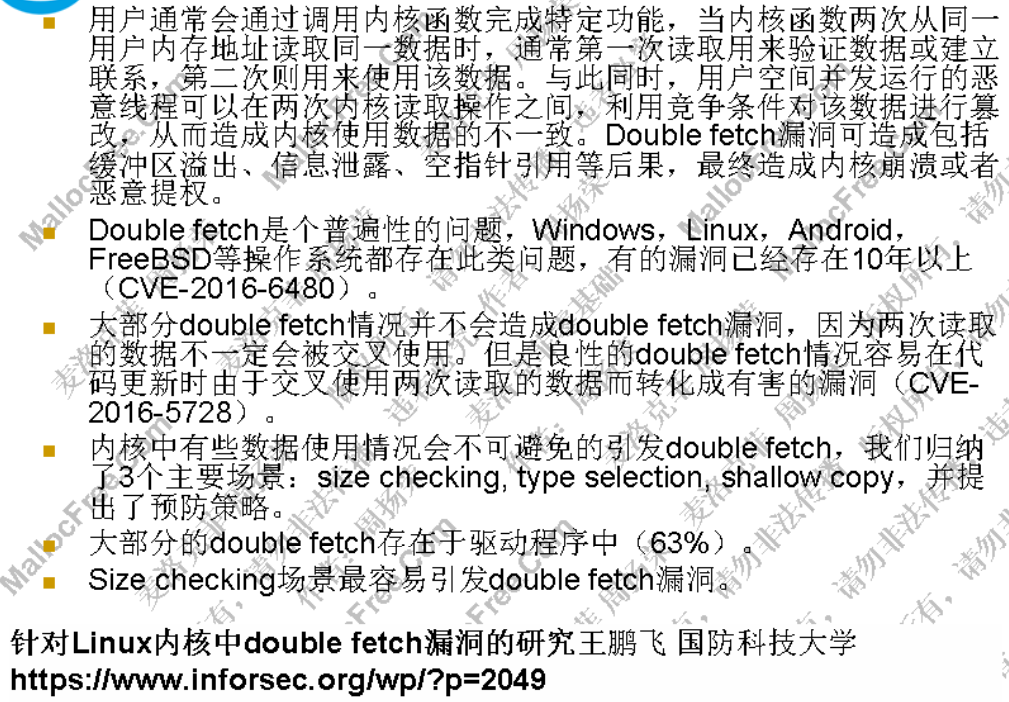 用户通常会通过调用内核函数完成特定功能，当内核函数两次从同一
用户内存地址读取同一数据时，通常第一次读取用来验证数据或建立
联系，第二次则用来使用该数据。与此同时，用户空间并发运行的恶
意线程可以在两次内核读取操作之间，利用竞争条件对该数据进行篡
改，从而造成内核使用数据的不一致。Double fetch漏洞可造成包括
缓冲区溢出、信息泄露、空指针引用等后果，最终造成内核崩溃或者
恶意提权。
Double fetch是个普遍性的问题，Windows，Linux，Android，
FreeBSD等操作系统都存在此类问题，有的漏洞已经存在10年以上
（CVE-2016-6480）。
大部分double fetch情况并不会造成double fetch漏洞，因为两次读取
的数据不一定会被交叉使用。但是良性的double fetch情况容易在代
码更新时由于交叉使用两次读取的数据而转化成有害的漏洞（CVE-
2016-5728）。
内核中有些数据使用情况会不可避免的引发double fetch，我们归纳
了3个主要场景：size checking, type selection, shallow copy，并提
出了预防策略。
大部分的double fetch存在于驱动程序中（63%）。
Size checking场景最容易引发double fetch漏洞。
针对Linux内核中double fetch漏洞的研究王鹏飞 国防科技大学
https://www.inforsec.org/wp/?p=2049